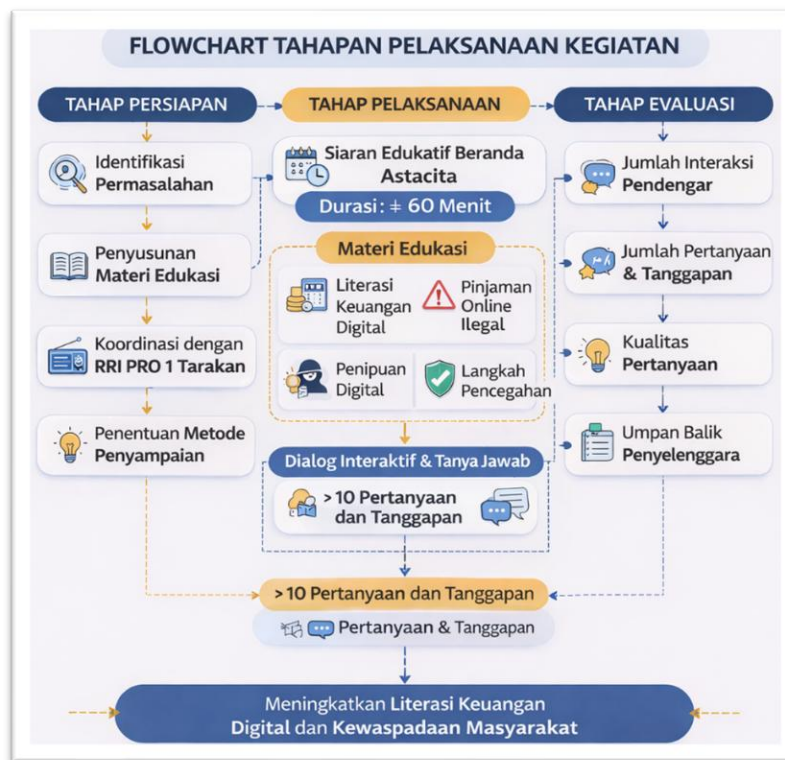 FLOWCHART TAHAPAN PELAKSANAAN KEGIATAN
TAHAP PERSIAPAN
Identifikasi
Permasalahan
Penyusunan
Materi Edukasi
Koordinasi dengan
RRI PRO 1 Tarakan
Penentuan Metode
Penyampaian
TAHAP PELAKSANAAN
Siaran Edukatif Beranda
Astacita
Durasi: ± 60 Menit
Materi Edukasi
Literasi
Keuangan
Digital
Pinjaman
Online
Ilegal
Penipuan
Digital
Langkah
Pencegahan
Dialog Interaktif & Tanya Jawab
>10 Pertanyaan
dan Tanggapan
TAHAP EVALUASI
Jumlah Interaksi
Pendengar
Jumlah Pertanyaan
& Tanggapan
Kualitas
Pertanyaan
Umpan Balik
Penyelenggara
>10 Pertanyaan dan Tanggapan
Pertanyaan & Tanggapan
Meningkatkan Literasi Keuangan
Digital dan Kewaspadaan Masyarakat